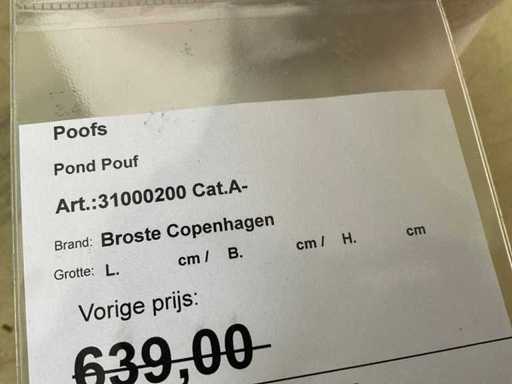 Poofs
Pond Pouf
Art.:31000200 Cat.A-
Brand: Broste Copenhagen
Grotte: L. cm / B. cm / H. cm
Vorige prijs:
639,00